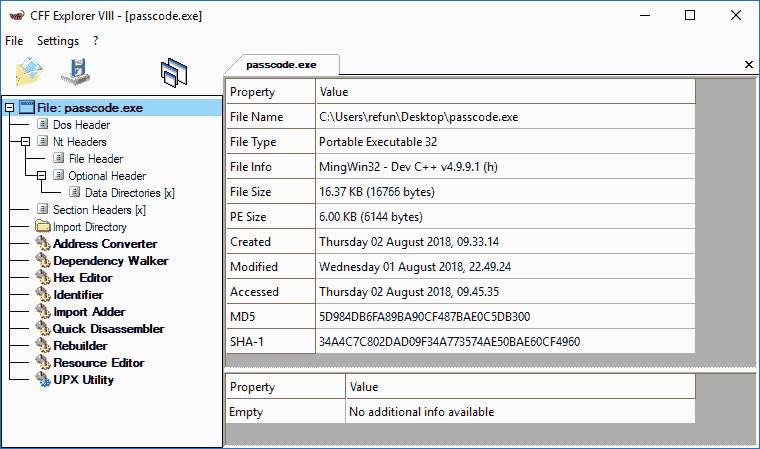 CFF Explorer VIII - [passcode.exe]
File Settings ?
passcode.exe
File: passcode.exe
Dos Header
Nt Headers
File Header
Optional Header
Data Directories [x]
Section Headers [x]
Import Directory
Address Converter
Dependency Walker
Hex Editor
Identifier
Import Adder
Quick Disassembler
Rebuilder
Resource Editor
UPX Utility
Property Value
File Name C:\Users\refun\Desktop\passcode.exe
File Type Portable Executable 32
File Info MingWin32 - Dev C++ v4.9.9.1 (h)
File Size 16.37 KB (16766 bytes)
PE Size 6.00 KB (6144 bytes)
Created Thursday 02 August 2018, 09.33.14
Modified Wednesday 01 August 2018, 22.49.24
Accessed Thursday 02 August 2018, 09.45.35
MD5 5D984DB6FA89BA90CF487BAE0C5DB300
SHA-1 34A4C7C802DAD09F34A773574AE50BAE60CF4960
Property Value
Empty No additional info available